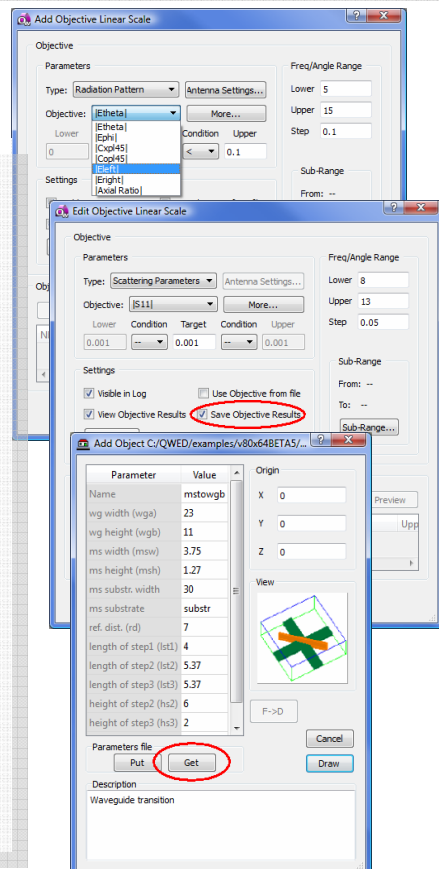 Add Objective Linear Scale
Objective
Parameters
Freq/Angle Range
Type: Radiation Pattern Antenna Settings...
Lower 5
Objective: |Etheta| More...
Upper 15
Lower Condition Upper
Step 0.1
0 < 0.1
|Etheta|
|Ephi|
|Cxpl45|
|Copl45|
|Eleft|
|Eright|
|Axial Ratio|
Settings
Sub-Range
From: --
Edit Objective Linear Scale
Objective
Parameters
Freq/Angle Range
Type: Scattering Parameters Antenna Settings...
Lower 8
Objective: |S11| More...
Upper 13
Lower Condition Target Condition Upper
Step 0.05
0.001 -- 0.001 -- 0.001
Settings
Sub-Range
Visible in Log Use Objective from file
From: --
View Objective Results Save Objective Results
To: --
Sub-Range...
Preview
Upp
Add Object C:/QWED/examples/v80x64BETA5/...
Parameter Value
Name mstowgb
wg width (wga) 23
wg height (wgb) 11
ms width (msw) 3.75
ms height (msh) 1.27
ms substr. width 30
ms substrate substr
ref. dist. (rd) 7
length of step1 (lst1) 4
length of step2 (lst2) 5.37
length of step3 (lst3) 5.37
height of step2 (hs2) 6
height of step3 (hs3) 2
Origin
X 0
Y 0
Z 0
View
F->D
Parameters file
Put Get
Cancel
Draw
Description
Waveguide transition